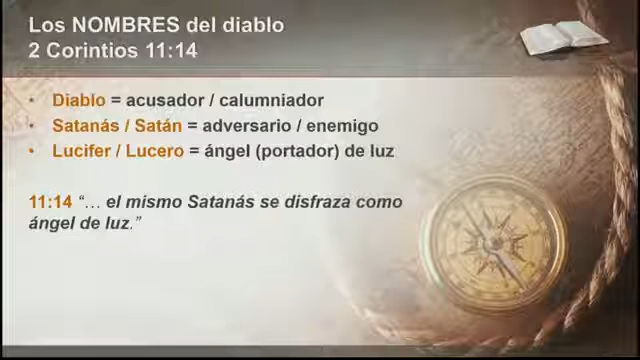 Los NOMBRES del diablo
2 Corintios 11:14
• Diablo = acusador / calumniador
• Satanás / Satán = adversario / enemigo
• Lucifer / Lucero = ángel (portador) de luz
11:14 “… el mismo Satanás se disfraza como
ángel de luz.”